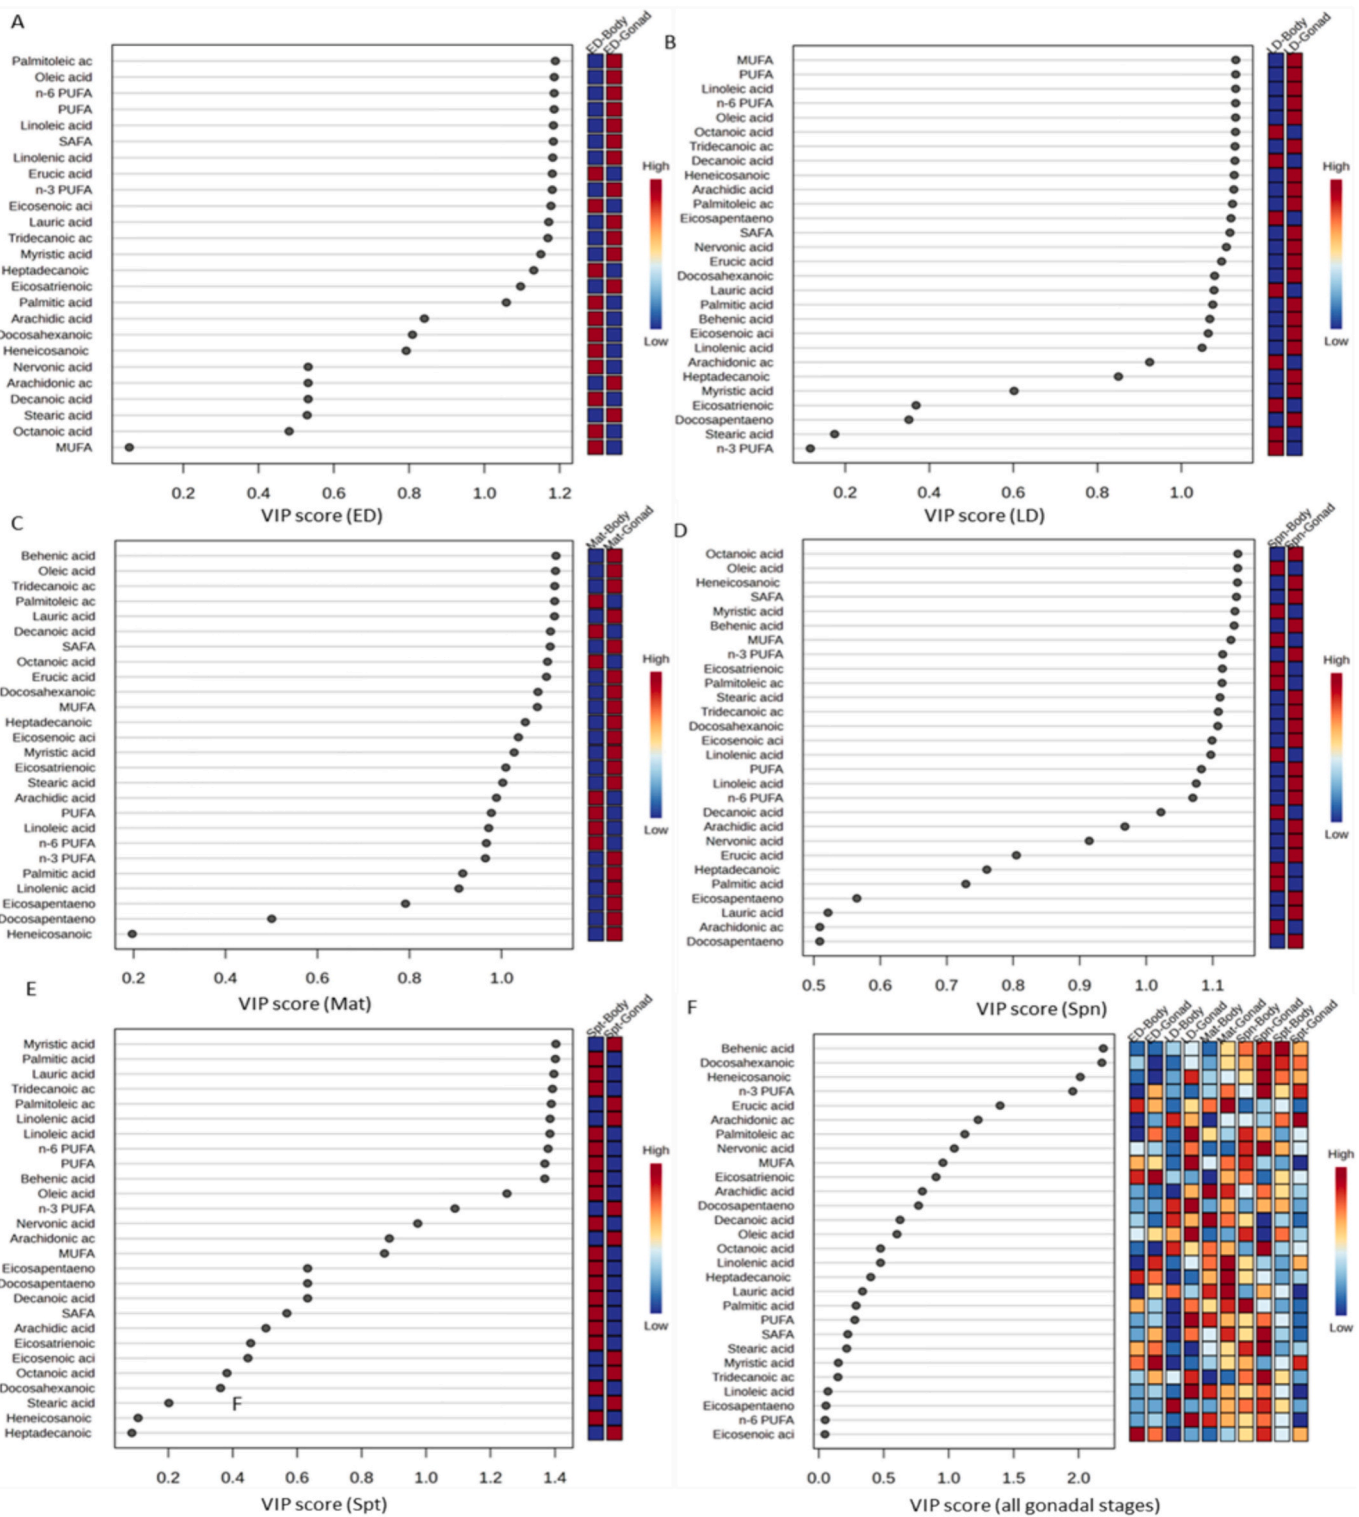 A
ED-Body
ED-Gonad
Palmitoleic ac
Oleic acid
n-6 PUFA
PUFA
Linoleic acid
SAFA
Linolenic acid
Erucic acid
n-3 PUFA
Eicosenoic aci
Lauric acid
Tridecanoic ac
Myristic acid
Heptadecanoic
Eicosatrienoic
Palmitic acid
Arachidic acid
Docosahexanoic
Heneicosanoic
Nervonic acid
Arachidonic ac
Decanoic acid
Stearic acid
Octanoic acid
MUFA
High
Low
0.2 0.4 0.6 0.8 1.0 1.2
VIP score (ED)
B
LD-Body
LD-Gonad
MUFA
PUFA
Linoleic acid
n-6 PUFA
Oleic acid
Octanoic acid
Tridecanoic ac
Decanoic acid
Heneicosanoic
Arachidic acid
Palmitoleic ac
Eicosapentaeno
SAFA
Nervonic acid
Erucic acid
Docosahexanoic
Lauric acid
Palmitic acid
Behenic acid
Eicosenoic aci
Linolenic acid
Arachidonic ac
Heptadecanoic
Myristic acid
Eicosatrienoic
Docosapentaeno
Stearic acid
n-3 PUFA
High
Low
0.2 0.4 0.6 0.8 1.0
VIP score (LD)
C
Mat-Body
Mat-Gonad
Behenic acid
Oleic acid
Tridecanoic ac
Palmitoleic ac
Lauric acid
Decanoic acid
SAFA
Octanoic acid
Erucic acid
Docosahexanoic
MUFA
Heptadecanoic
Eicosenoic aci
Myristic acid
Eicosatrienoic
Stearic acid
Arachidic acid
PUFA
Linoleic acid
n-6 PUFA
n-3 PUFA
Palmitic acid
Linolenic acid
Eicosapentaeno
Docosapentaeno
Heneicosanoic
High
Low
0.2 0.4 0.6 0.8 1.0
VIP score (Mat)
D
Spn-Body
Spn-Gonad
Octanoic acid
Oleic acid
Heneicosanoic
SAFA
Myristic acid
Behenic acid
MUFA
n-3 PUFA
Eicosatrienoic
Palmitoleic ac
Stearic acid
Tridecanoic ac
Docosahexanoic
Eicosenoic aci
Linolenic acid
PUFA
Linoleic acid
n-6 PUFA
Decanoic acid
Arachidic acid
Nervonic acid
Erucic acid
Heptadecanoic
Palmitic acid
Eicosapentaeno
Lauric acid
Arachidonic ac
Docosapentaeno
High
Low
0.5 0.6 0.7 0.8 0.9 1.0 1.1
VIP score (Spn)
E
Spt-Body
Spt-Gonad
Myristic acid
Palmitic acid
Lauric acid
Tridecanoic ac
Palmitoleic ac
Linolenic acid
Linoleic acid
n-6 PUFA
PUFA
Behenic acid
Oleic acid
n-3 PUFA
Nervonic acid
Arachidonic ac
MUFA
Eicosapentaeno
Docosapentaeno
Decanoic acid
SAFA
Arachidic acid
Eicosatrienoic
Eicosenoic aci
Octanoic acid
Docosahexanoic
Stearic acid
F
Heneicosanoic
Heptadecanoic
High
Low
0.2 0.4 0.6 0.8 1.0 1.2 1.4
VIP score (Spt)
F
ED-Body
ED-Gonad
LD-Body
LD-Gonad
Mat-Body
Mat-Gonad
Spn-Body
Spn-Gonad
Spt-Body
Spt-Gonad
Behenic acid
Docosahexanoic
Heneicosanoic
n-3 PUFA
Erucic acid
Arachidonic ac
Palmitoleic ac
Nervonic acid
MUFA
Eicosatrienoic
Arachidic acid
Docosapentaeno
Decanoic acid
Oleic acid
Octanoic acid
Linolenic acid
Heptadecanoic
Lauric acid
Palmitic acid
PUFA
SAFA
Stearic acid
Myristic acid
Tridecanoic ac
Linoleic acid
Eicosapentaeno
n-6 PUFA
Eicosenoic aci
High
Low
0.0 0.5 1.0 1.5 2.0
VIP score (all gonadal stages)